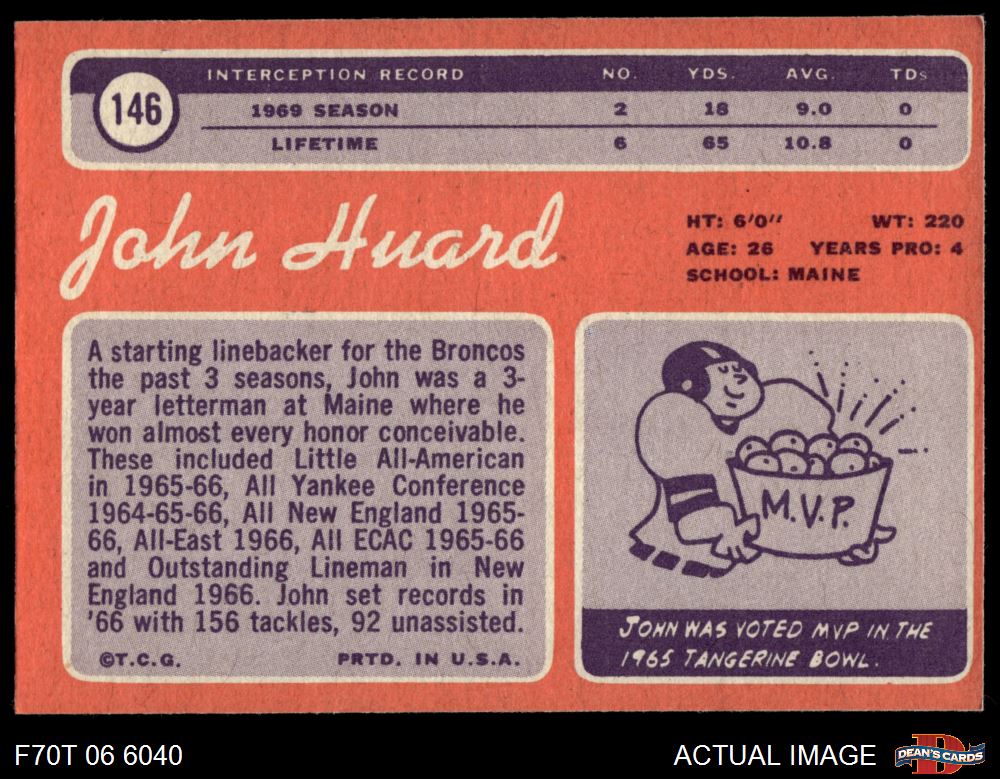 146
INTERCEPTION RECORD NO. YDS. AVG. TDs
1969 SEASON 2 18 9.0 0
LIFETIME 6 65 10.8 0
John Huard
HT: 6'0" WT: 220
AGE: 26 YEARS PRO: 4
SCHOOL: MAINE
A starting linebacker for the Broncos
the past 3 seasons, John was a 3-
year letterman at Maine where he
won almost every honor conceivable.
These included Little All-American
in 1965-66, All Yankee Conference
1964-65-66, All New England 1965-
66, All-East 1966, All ECAC 1965-66
and Outstanding Lineman in New
England 1966. John set records in
'66 with 156 tackles, 92 unassisted.
©T.C.G. PRTD. IN U.S.A.
M.V.P.
JOHN WAS VOTED MVP IN THE
1965 TANGERINE BOWL.
F70T 06 6040
ACTUAL IMAGE
DEAN'S CARDS